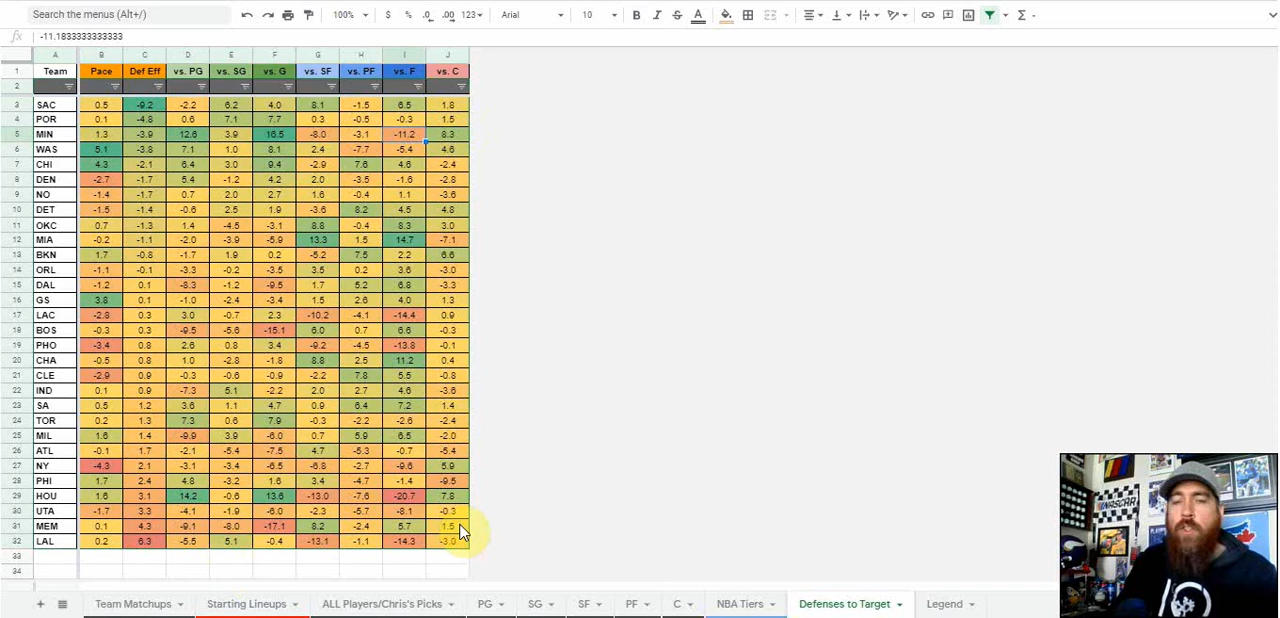 Search the menus (Alt+/) 100% $ % .0 .00 123 Arial 10 B I S A Σ
fx -11.1833333333333
A B C D E F G H I J
1 Team Pace Def Eff vs. PG vs. SG vs. G vs. SF vs. PF vs. F vs. C
2
3 SAC 0.5 -9.2 -2.2 6.2 4.0 8.1 -1.5 6.5 1.8
4 POR 0.1 -4.8 0.6 7.1 7.7 0.3 -0.5 -0.3 1.5
5 MIN 1.3 -3.9 12.6 3.9 16.5 -8.0 -3.1 -11.2 8.3
6 WAS 5.1 -3.8 7.1 1.0 8.1 2.4 -7.7 -5.4 4.6
7 CHI 4.3 -2.1 6.4 3.0 9.4 -2.9 7.6 4.6 -2.4
8 DEN -2.7 -1.7 5.4 -1.2 4.2 2.0 -3.5 -1.6 -2.8
9 NO -1.4 -1.7 0.7 2.0 2.7 1.6 -0.4 1.1 -3.6
10 DET -1.5 -1.4 -0.6 2.5 1.9 -3.6 8.2 4.5 4.8
11 OKC 0.7 -1.3 1.4 -4.5 -3.1 8.8 -0.4 8.3 3.0
12 MIA -0.2 -1.1 -2.0 -3.9 -5.9 13.3 1.5 14.7 -7.1
13 BKN 1.7 -0.8 -1.7 1.9 0.2 -5.2 7.5 2.2 6.6
14 ORL -1.1 -0.1 -3.3 -0.2 -3.5 3.5 0.2 3.6 -3.0
15 DAL -1.2 0.1 -8.3 -1.2 -9.5 1.7 5.2 6.8 -3.3
16 GS 3.8 0.1 -1.0 -2.4 -3.4 1.5 2.6 4.0 1.3
17 LAC -2.8 0.3 3.0 -0.7 2.3 -10.2 -4.1 -14.4 0.9
18 BOS -0.3 0.3 -9.5 -5.6 -15.1 6.0 0.7 6.6 -0.3
19 PHO -3.4 0.8 2.6 0.8 3.4 -9.2 -4.5 -13.8 -0.1
20 CHA -0.5 0.8 1.0 -2.8 -1.8 8.8 2.5 11.2 0.4
21 CLE -2.9 0.9 -0.3 -0.6 -0.9 -2.2 7.8 5.5 -0.8
22 IND 0.1 0.9 -7.3 5.1 -2.2 2.0 2.7 4.6 -3.6
23 SA 0.5 1.2 3.6 1.1 4.7 0.9 6.4 7.2 1.4
24 TOR 0.2 1.3 7.3 0.6 7.9 -0.3 -2.2 -2.6 -2.4
25 MIL 1.6 1.4 -9.9 3.9 -6.0 0.7 5.9 6.5 -2.0
26 ATL -0.1 1.7 -2.1 -5.4 -7.5 4.7 -5.3 -0.7 -5.4
27 NY -4.3 2.1 -3.1 -3.4 -6.5 -6.8 -2.7 -9.6 5.9
28 PHI 1.7 2.4 4.8 -3.2 1.6 3.4 -4.7 -1.4 -9.5
29 HOU 1.6 3.1 14.2 -0.6 13.6 -13.0 -7.6 -20.7 7.8
30 UTA -1.7 3.3 -4.1 -1.9 -6.0 -2.3 -5.7 -8.1 -0.3
31 MEM 0.1 4.3 -9.1 -8.0 -17.1 8.2 -2.4 5.7 1.5
32 LAL 0.2 6.3 -5.5 5.1 -0.4 -13.1 -1.1 -14.3 -3.0
33
34
+ Team Matchups Starting Lineups ALL Players/Chris's Picks PG SG SF PF C NBA Tiers Defenses to Target Legend